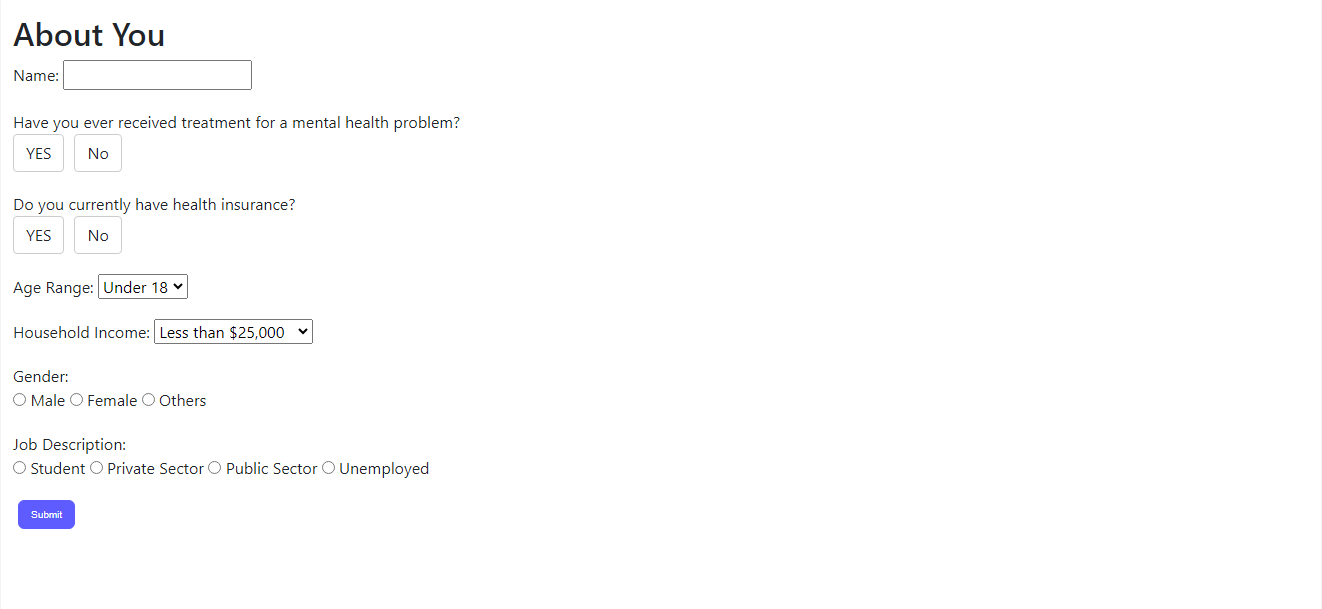 About You
Name:
Have you ever received treatment for a mental health problem?
YES No
Do you currently have health insurance?
YES No
Age Range: Under 18
Household Income: Less than $25,000
Gender:
Male Female Others
Job Description:
Student Private Sector Public Sector Unemployed
Submit